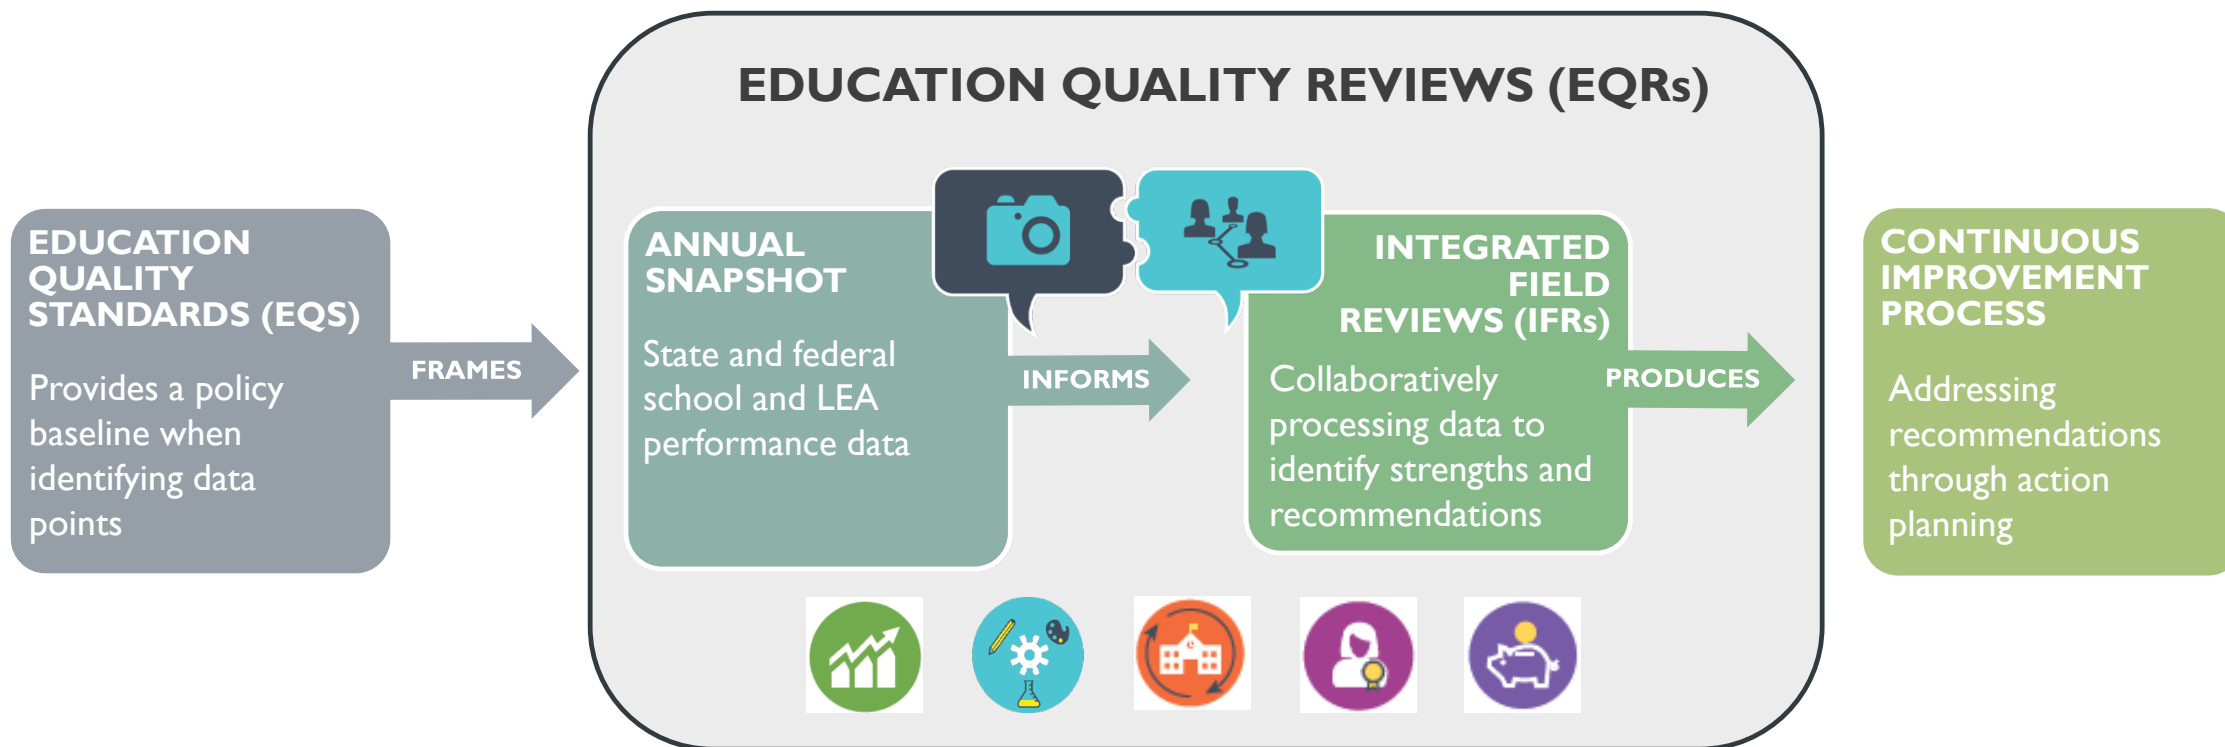 EDUCATION QUALITY REVIEWS (EQRs)
EDUCATION
QUALITY
STANDARDS (EQS)
Provides a policy
baseline when
identifying data
points
FRAMES
ANNUAL
SNAPSHOT
State and federal
school and LEA
performance data
INFORMS
INTEGRATED
FIELD
REVIEWS (IFRs)
Collaboratively
processing data to
identify strengths and
recommendations
PRODUCES
CONTINUOUS
IMPROVEMENT
PROCESS
Addressing
recommendations
through action
planning